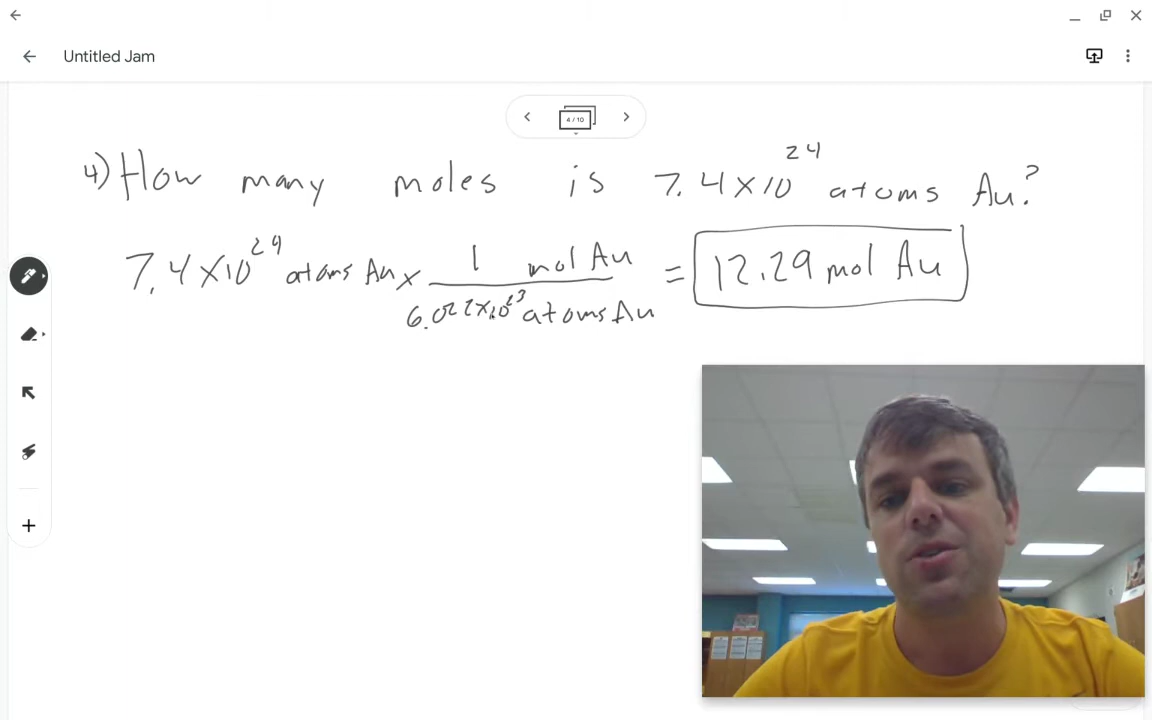 Untitled Jam
4 / 10
4) How many moles is 7.4 x 10^24 atoms Au?
7.4 x 10^24 atoms Au x 1 mol Au / 6.022 x 10^23 atoms Au = 12.29 mol Au